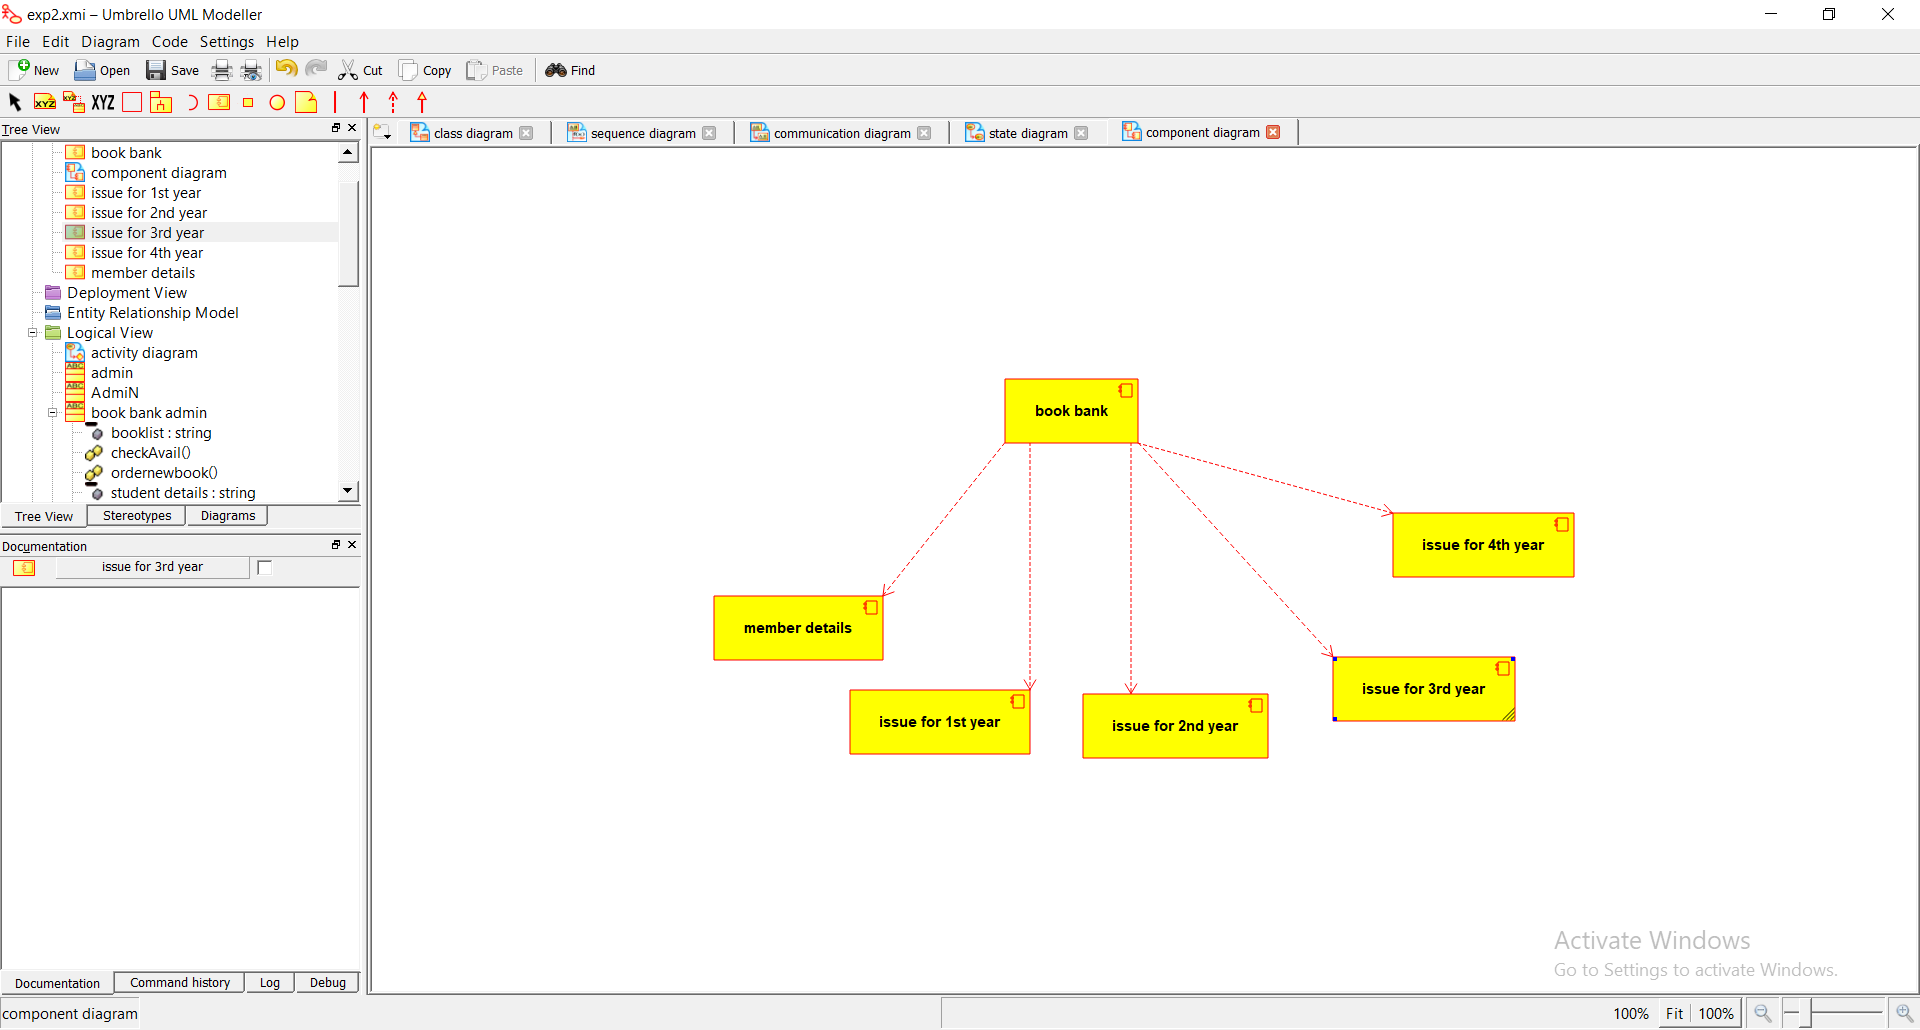 exp2.xmi – Umbrello UML Modeller
File Edit Diagram Code Settings Help
New Open Save Cut Copy Paste Find
XYZ XYZ XYZ
Tree View
class diagram sequence diagram communication diagram state diagram component diagram
book bank
component diagram
issue for 1st year
issue for 2nd year
issue for 3rd year
issue for 4th year
member details
Deployment View
Entity Relationship Model
Logical View
activity diagram
ABC admin
ABC AdmiN
ABC book bank admin
booklist : string
checkAvail()
ordernewbook()
student details : string
Tree View Stereotypes Diagrams
Documentation
issue for 3rd year
book bank
issue for 4th year
member details
issue for 3rd year
issue for 1st year
issue for 2nd year
Activate Windows
Go to Settings to activate Windows.
Documentation Command history Log Debug
component diagram 100% Fit 100%